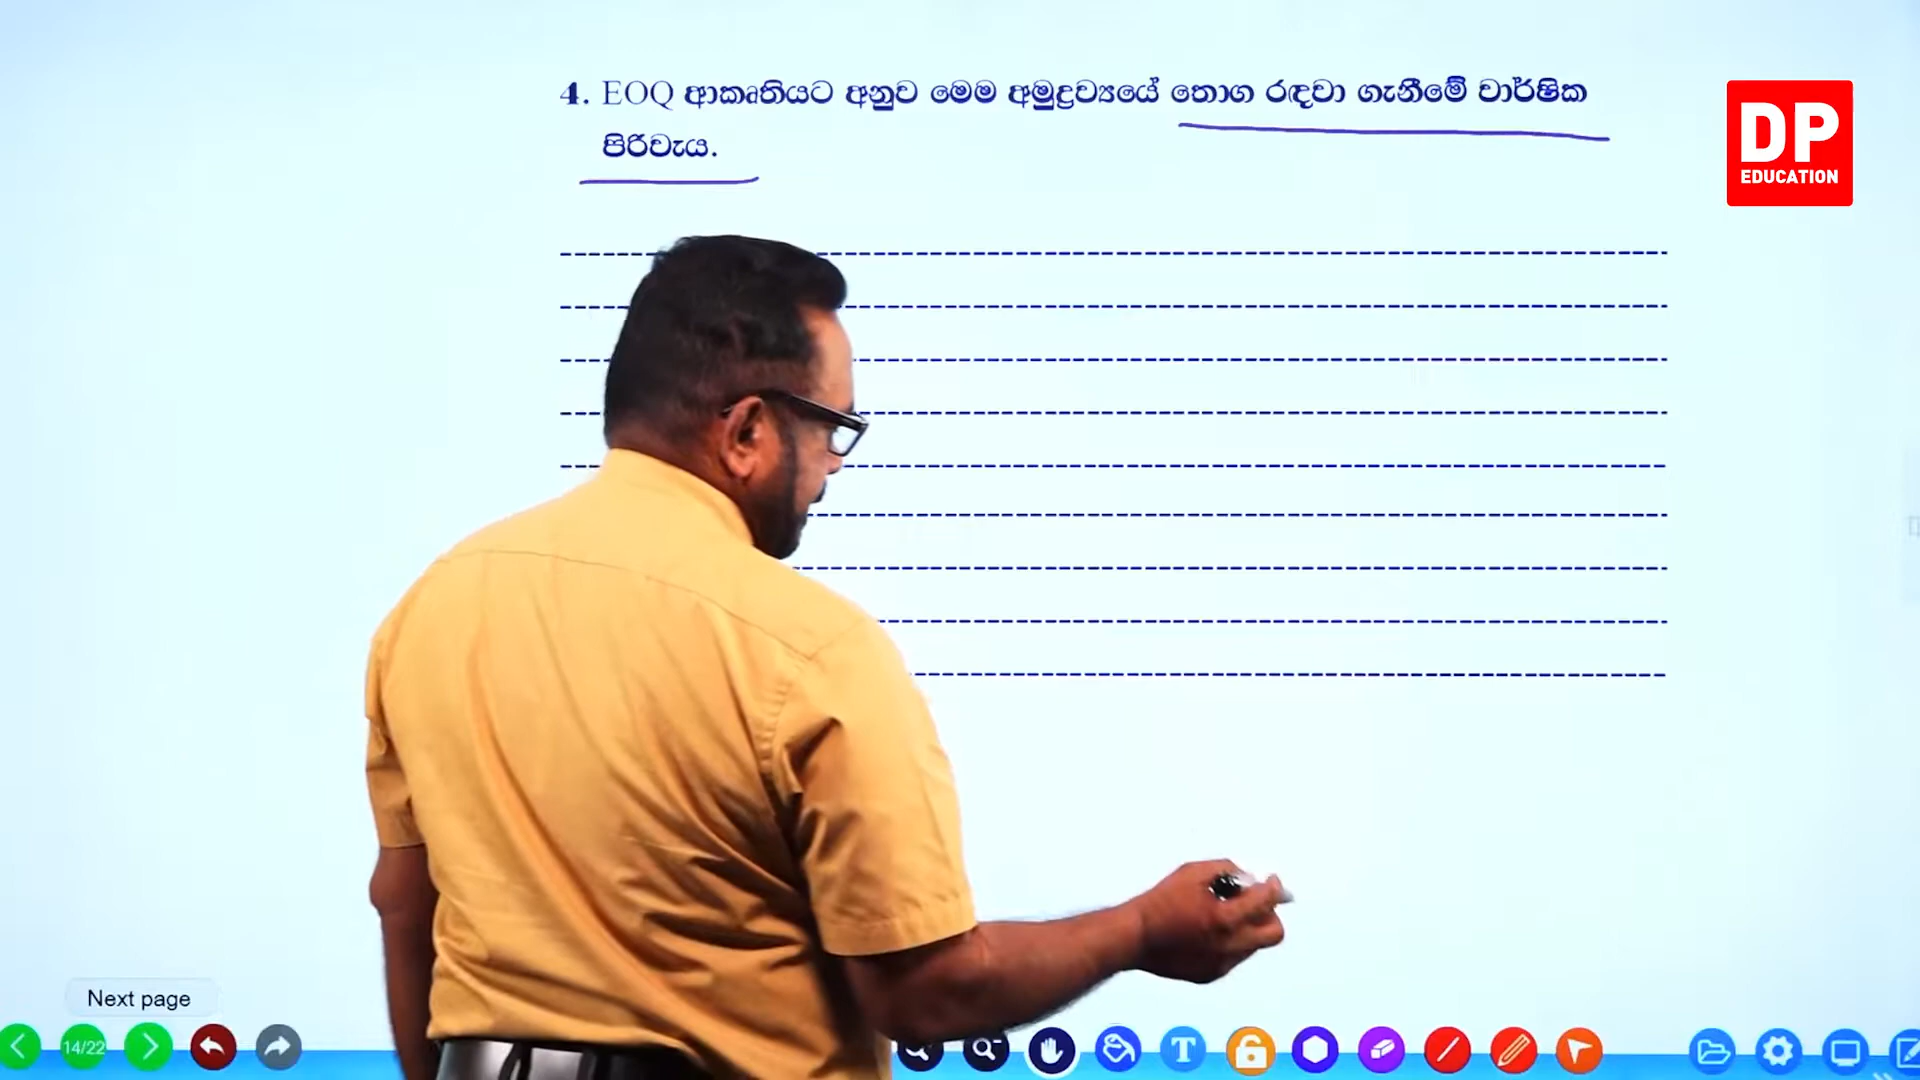 4. EOQ ආකෘතියට අනුව මෙම අමුද්‍රව්‍යයේ තොග රඳවා ගැනීමේ වාර්ෂික
පිරිවැය.
DP
EDUCATION
Next page
14/22
T